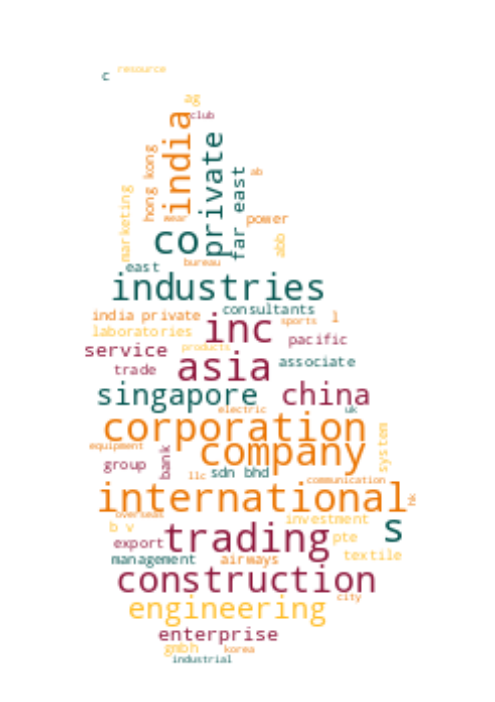 resource
c
ag
club
india
private
hong kong
far east
ab
marketing
wear
power
co
abb
bureau
east
industries
consultants
india private
sports
l
inc
laboratories
pacific
service
products
asia
associate
trade
singapore
china
electric
uk
corporation
company
system
equipment
group
bank
llc
sdn bhd
communication
international
hk
overseas
investment
b v
s
trading
export
pte
management
airways
textile
construction
city
engineering
enterprise
gmbh
korea
industrial